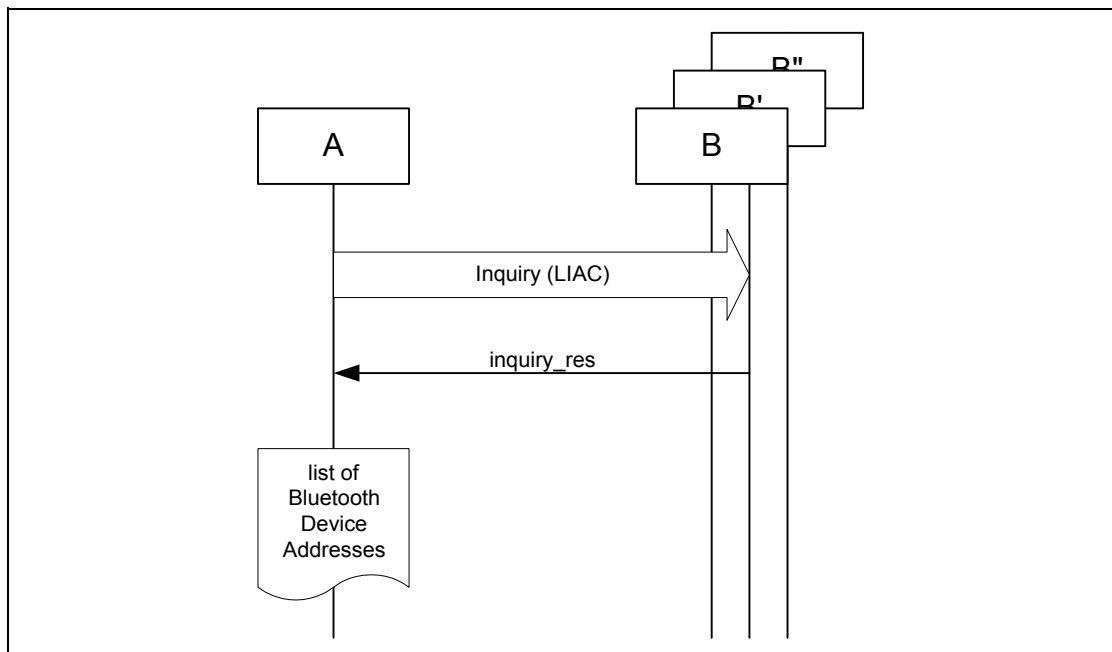 B"
B'
A
B
Inquiry (LIAC)
inquiry_res
list of
Bluetooth
Device
Addresses